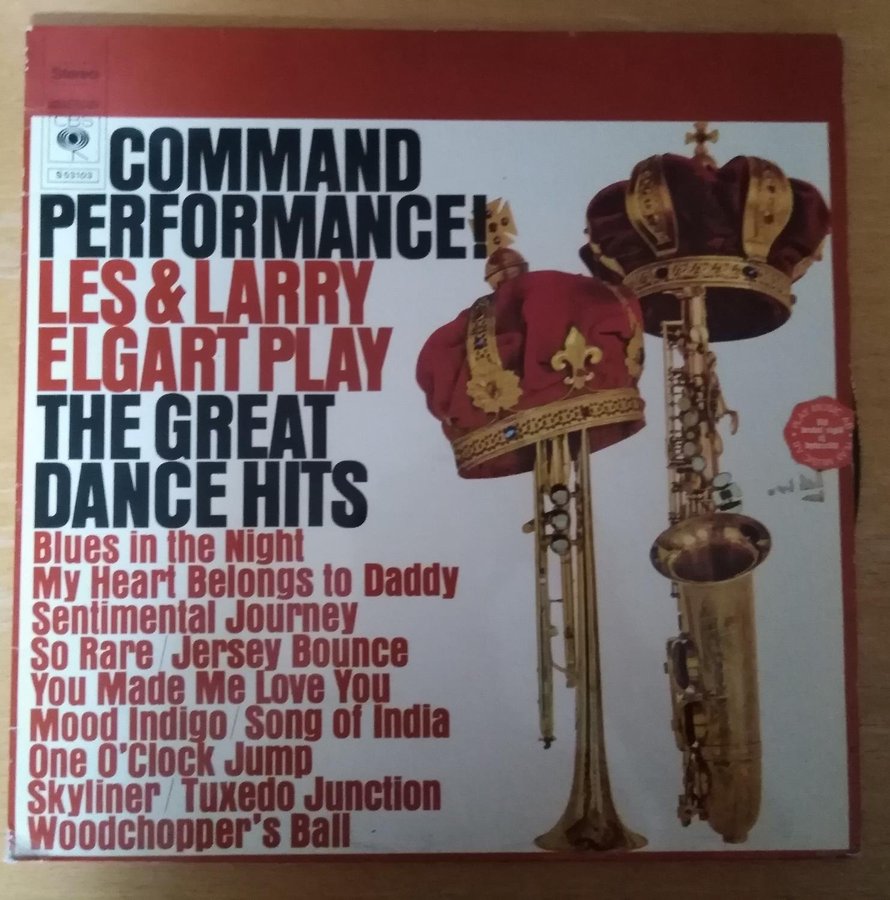 Stereo
CBS
S 53103
COMMAND
PERFORMANCE!
LES & LARRY
ELGART PLAY
THE GREAT
DANCE HITS
Blues in the Night
My Heart Belongs to Daddy
Sentimental Journey
So Rare / Jersey Bounce
You Made Me Love You
Mood Indigo / Song of India
One O'Clock Jump
Skyliner / Tuxedo Junction
Woodchopper's Ball
PLAY MUSIC